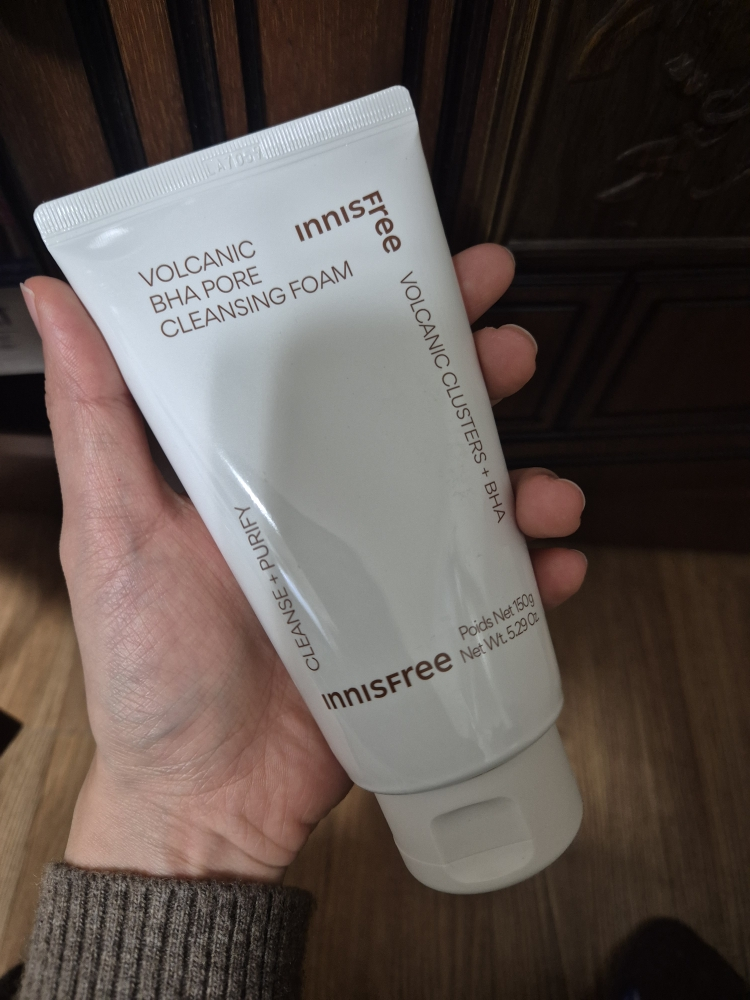 innisfree
VOLCANIC
BHA PORE
CLEANSING FOAM
VOLCANIC CLUSTERS + BHA
CLEANSE + PURIFY
Poids Net 150g
Net Wt. 5.29 Oz.
innisfree